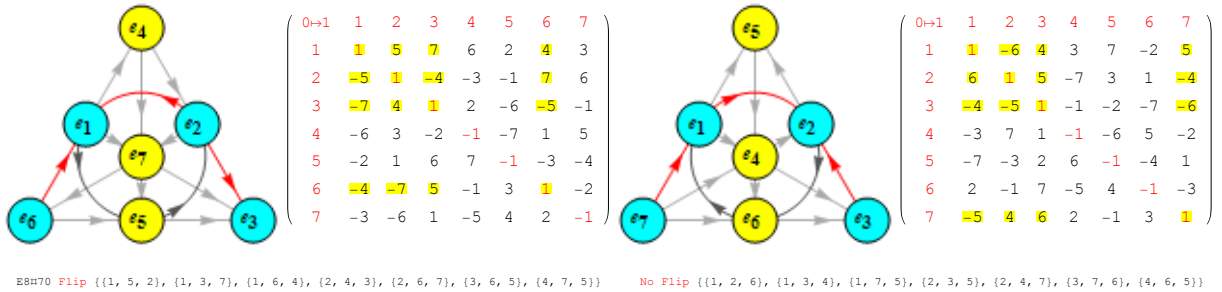 e4
e1
e2
e7
e6
e5
e3
0↦1 1 2 3 4 5 6 7
1 1 5 7 6 2 4 3
2 -5 1 -4 -3 -1 7 6
3 -7 4 1 2 -6 -5 -1
4 -6 3 -2 -1 -7 1 5
5 -2 1 6 7 -1 -3 -4
6 -4 -7 5 -1 3 1 -2
7 -3 -6 1 -5 4 2 -1
e5
e1
e2
e4
e7
e6
e3
0↦1 1 2 3 4 5 6 7
1 1 -6 4 3 7 -2 5
2 6 1 5 -7 3 1 -4
3 -4 -5 1 -1 -2 -7 -6
4 -3 7 1 -1 -6 5 -2
5 -7 -3 2 6 -1 -4 1
6 2 -1 7 -5 4 -1 -3
7 -5 4 6 2 -1 3 1
E8⌗70 Flip {{1, 5, 2}, {1, 3, 7}, {1, 6, 4}, {2, 4, 3}, {2, 6, 7}, {3, 6, 5}, {4, 7, 5}}
No Flip {{1, 2, 6}, {1, 3, 4}, {1, 7, 5}, {2, 3, 5}, {2, 4, 7}, {3, 7, 6}, {4, 6, 5}}